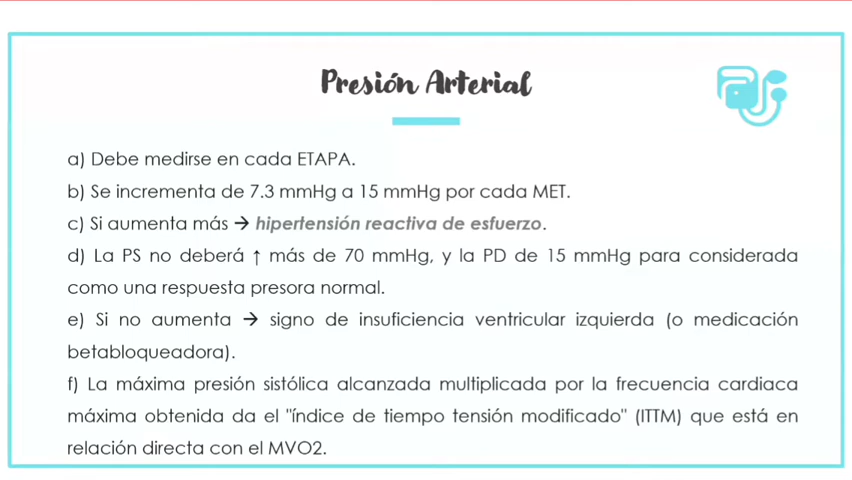 Presión Arterial
a) Debe medirse en cada ETAPA.
b) Se incrementa de 7.3 mmHg a 15 mmHg por cada MET.
c) Si aumenta más → hipertensión reactiva de esfuerzo.
d) La PS no deberá ↑ más de 70 mmHg, y la PD de 15 mmHg para considerada
como una respuesta presora normal.
e) Si no aumenta → signo de insuficiencia ventricular izquierda (o medicación
betabloqueadora).
f) La máxima presión sistólica alcanzada multiplicada por la frecuencia cardiaca
máxima obtenida da el "índice de tiempo tensión modificado" (ITTM) que está en
relación directa con el MVO2.